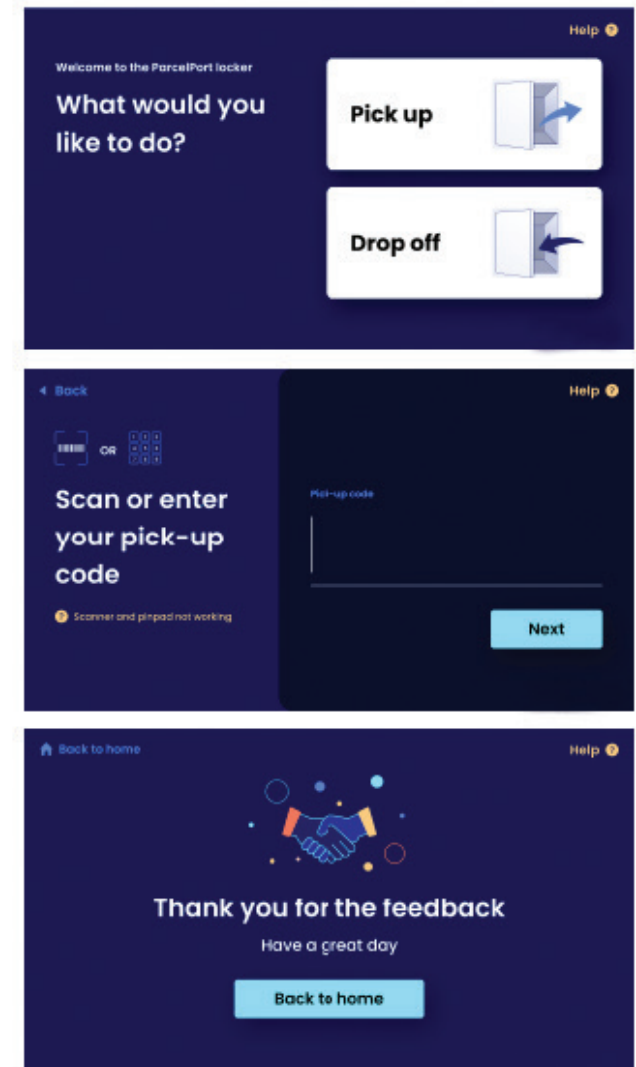 Help ?
Welcome to the ParcelPort locker
What would you
like to do?
Pick up
Drop off
Back
Help ?
OR
Scan or enter
your pick-up
code
? Scanner and pinpad not working
Pick-up code
Next
Back to home
Help ?
Thank you for the feedback
Have a great day
Back to home